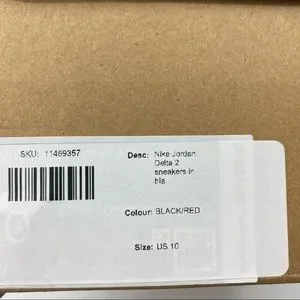 SKU: 11469357
Desc: Nike Jordan
Delta 2
sneakers in
bla
Colour: BLACK/RED
Size: US 10